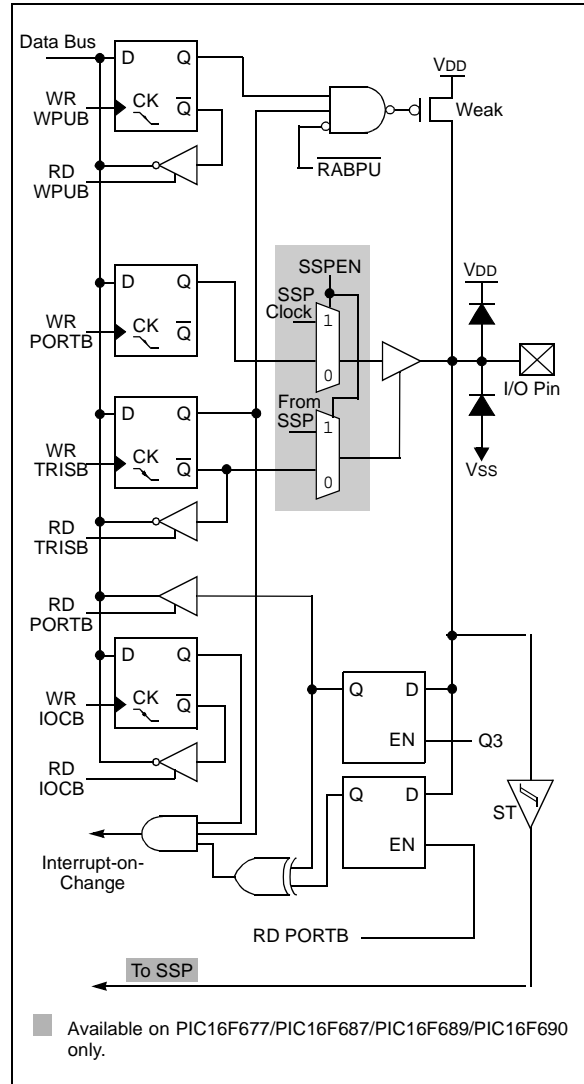 Data Bus
D Q
WR
WPUB
CK
Q
VDD
Weak
RD
WPUB
RABPU
SSPEN
D Q
SSP
Clock
1
VDD
WR
PORTB
CK
Q
0
I/O Pin
D Q
From
SSP
1
WR
TRISB
CK
Q
VSS
0
RD
TRISB
RD
PORTB
D Q
Q D
WR
IOCB
CK
Q
EN
Q3
RD
IOCB
Q D
ST
EN
Interrupt-on-
Change
RD PORTB
To SSP
Available on PIC16F677/PIC16F687/PIC16F689/PIC16F690
only.